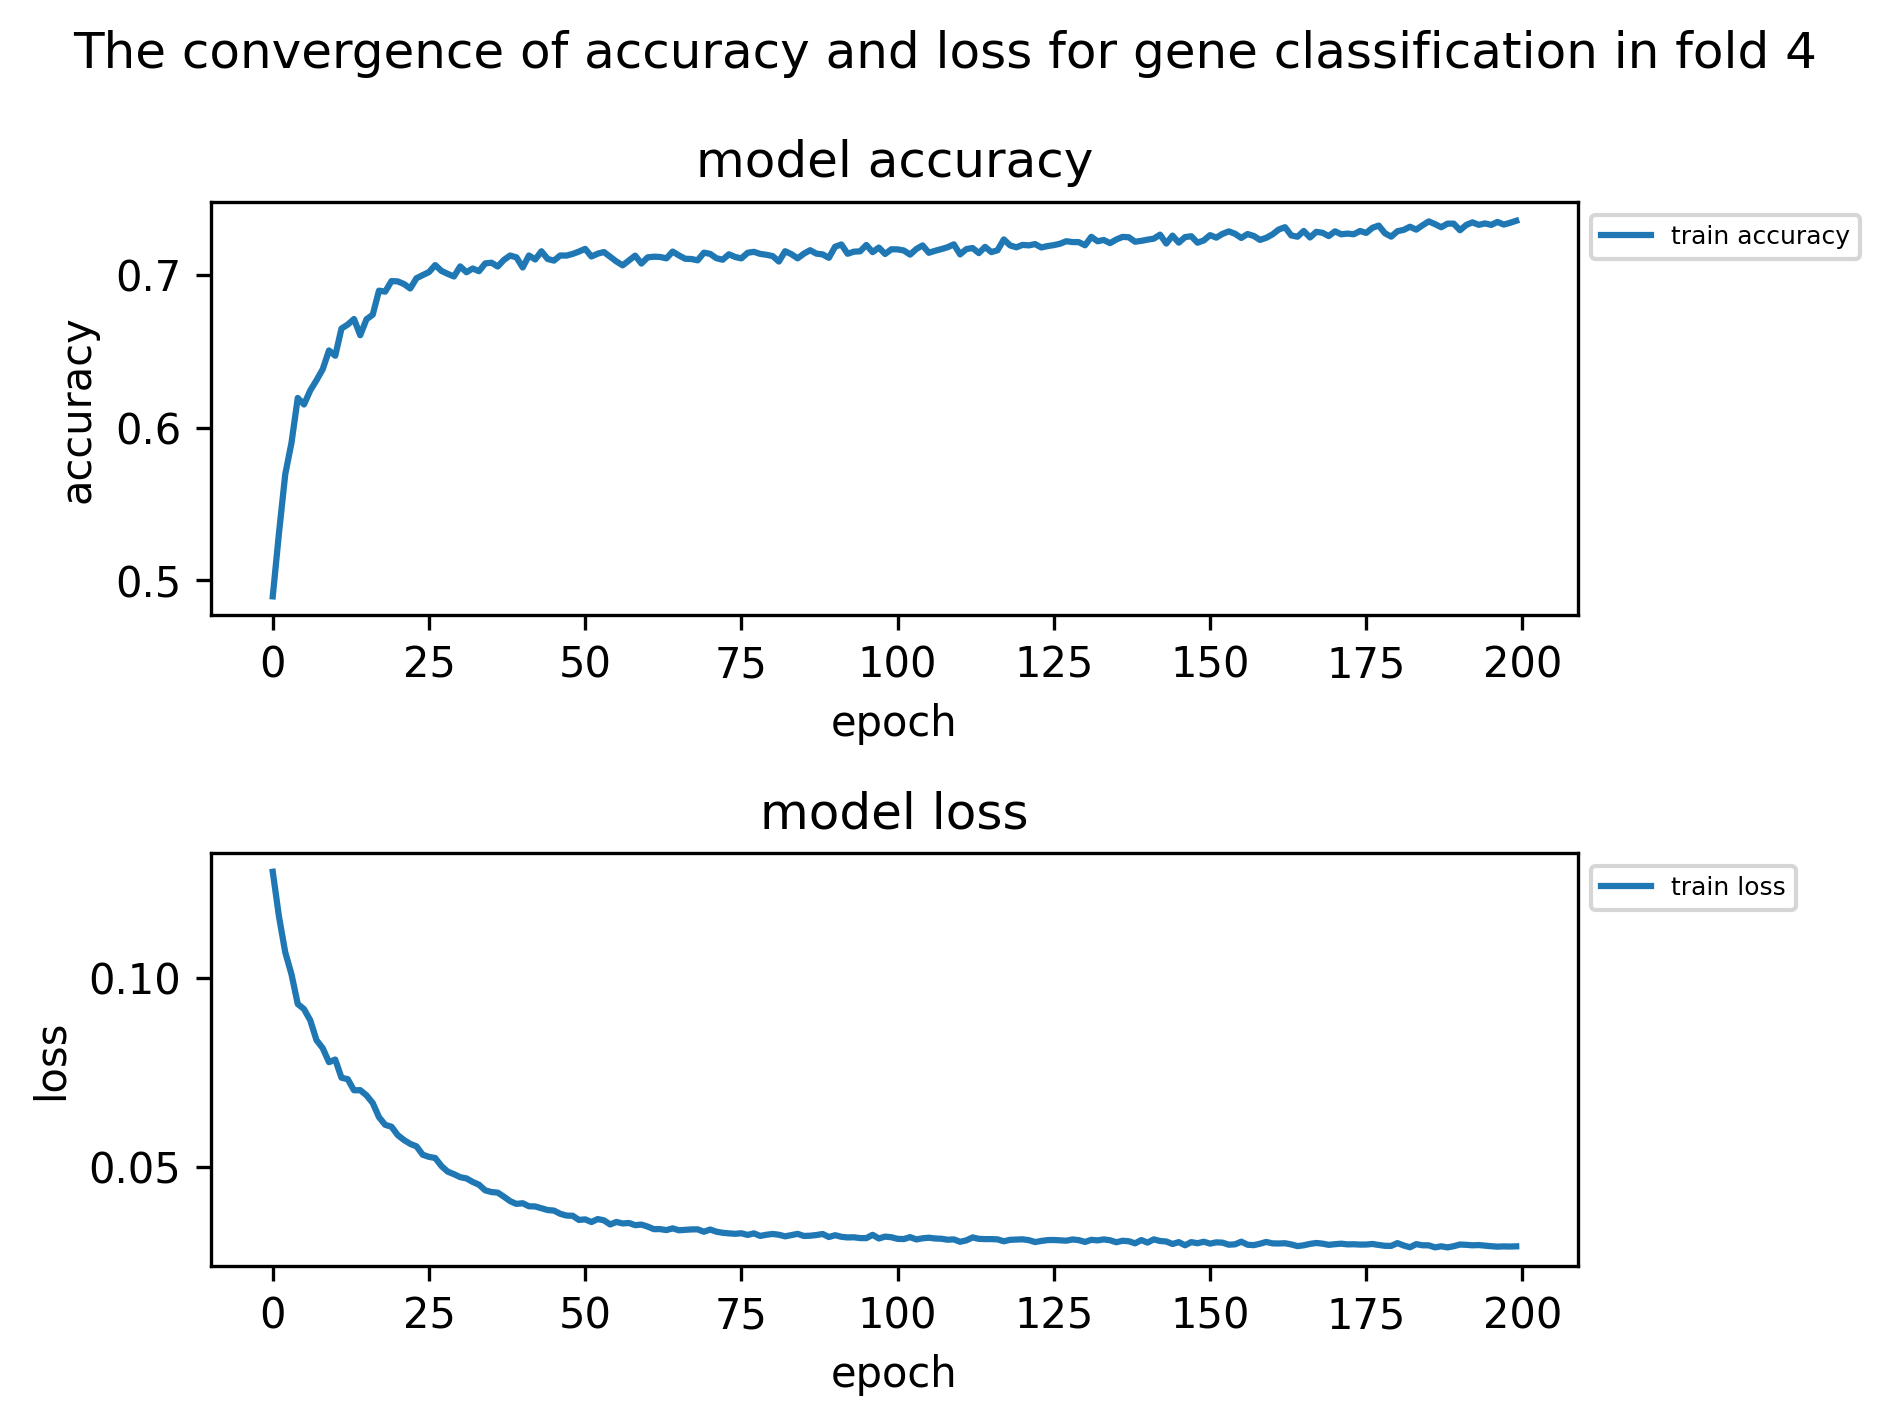 The convergence of accuracy and loss for gene classification in fold 4
model accuracy
train accuracy
accuracy
0.7
0.6
0.5
0 25 50 75 100 125 150 175 200
epoch
model loss
train loss
loss
0.10
0.05
0 25 50 75 100 125 150 175 200
epoch